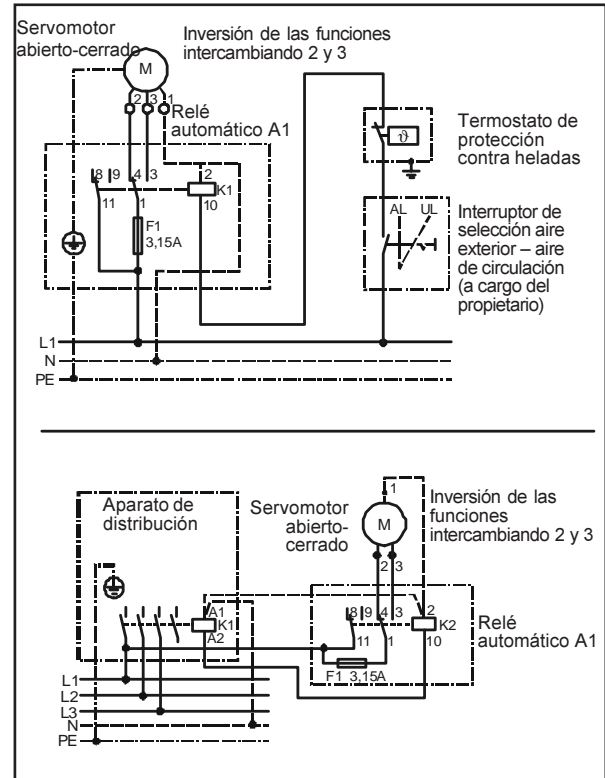 Servomotor
abierto-cerrado
Inversión de las funciones
intercambiando 2 y 3
M
2 3 1
Relé
automático A1
8 9 4 3
2
K1
11 1
10
F1
3,15A
Termostato de
protección
contra heladas
ϑ
AL UL
Interruptor de
selección aire
exterior – aire
de circulación
(a cargo del
propietario)
L1
N
PE
Aparato de
distribución
A1
K1
A2
Servomotor
abierto-
cerrado
1
M
2 3
Inversión de las
funciones
intercambiando 2 y 3
8 9 4 3
2
K2
11 1
10
F1 3,15A
Relé
automático A1
L1
L2
L3
N
PE